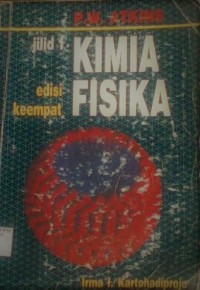 P.W. ATKINS
jilid 1
KIMIA
edisi
keempat
FISIKA
Irma I. Kartohadiprojo